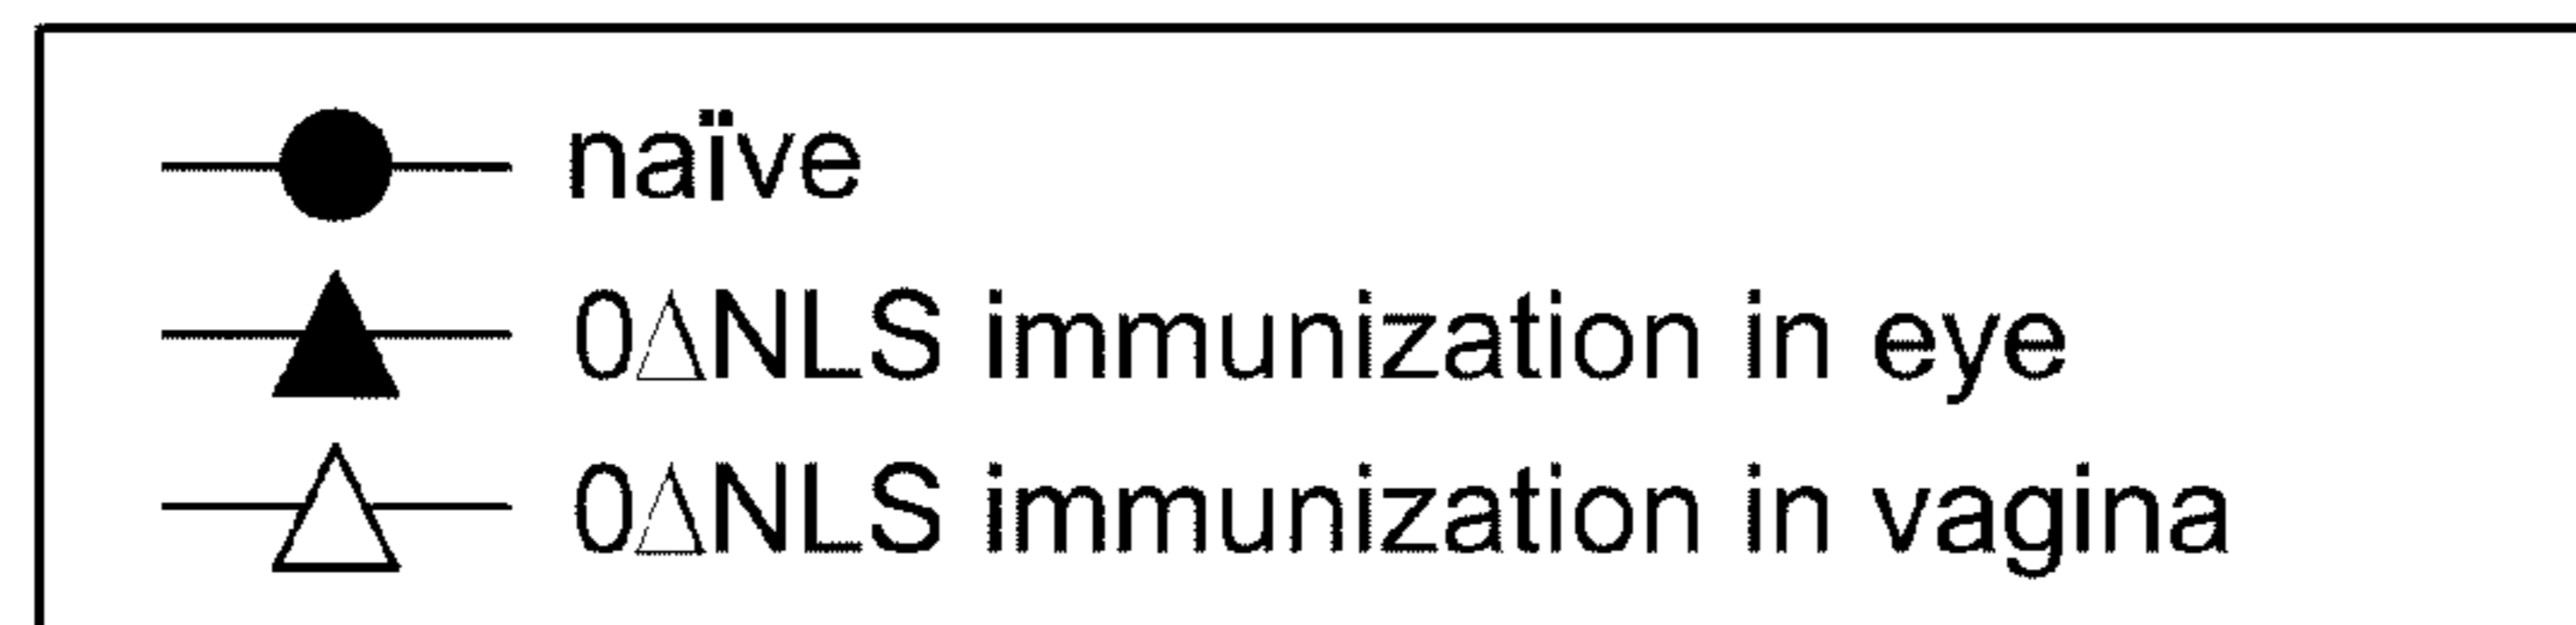 naïve
0ΔNLS immunization in eye
0ΔNLS immunization in vagina